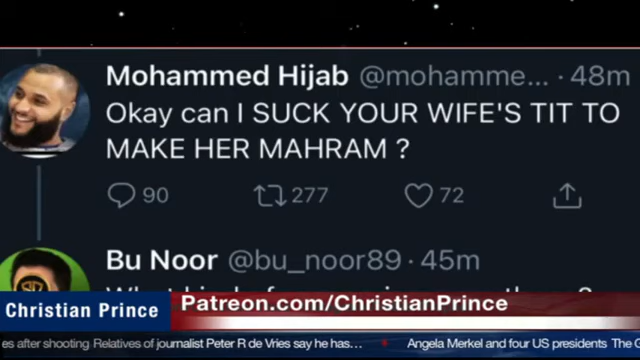 Mohammed Hijab @mohamme... · 48m
Okay can I SUCK YOUR WIFE'S TIT TO
MAKE HER MAHRAM ?
90 277 72
Bu Noor @bu_noor89 · 45m
Christian Prince
Patreon.com/ChristianPrince
es after shooting Relatives of journalist Peter R de Vries say he has... Angela Merkel and four US presidents The C